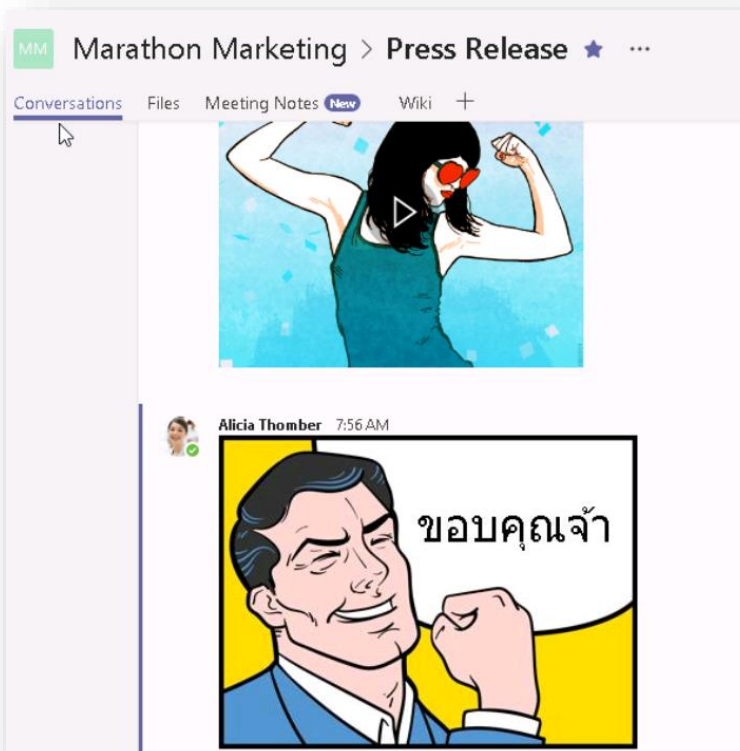 MM Marathon Marketing > Press Release
Conversations Files Meeting Notes New Wiki
Alicia Thomber 7:56 AM
ขอบคุณจ้า